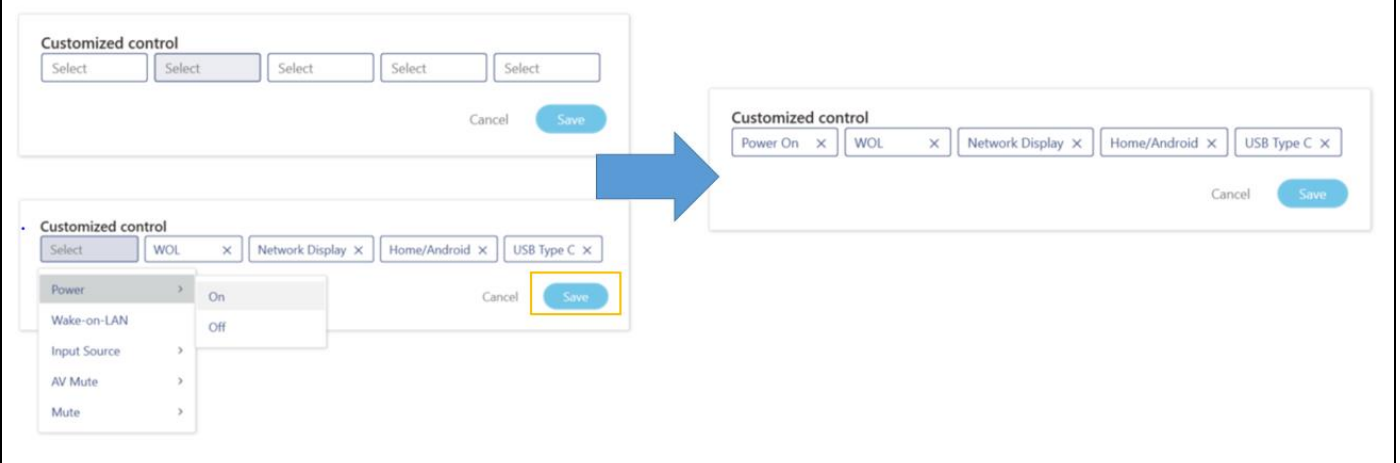 Customized control
Select Select Select Select Select
Cancel Save
Customized control
Select WOL × Network Display × Home/Android × USB Type C ×
Power >
On
Off
Wake-on-LAN
Input Source >
AV Mute >
Mute >
Cancel Save
Customized control
Power On × WOL × Network Display × Home/Android × USB Type C ×
Cancel Save